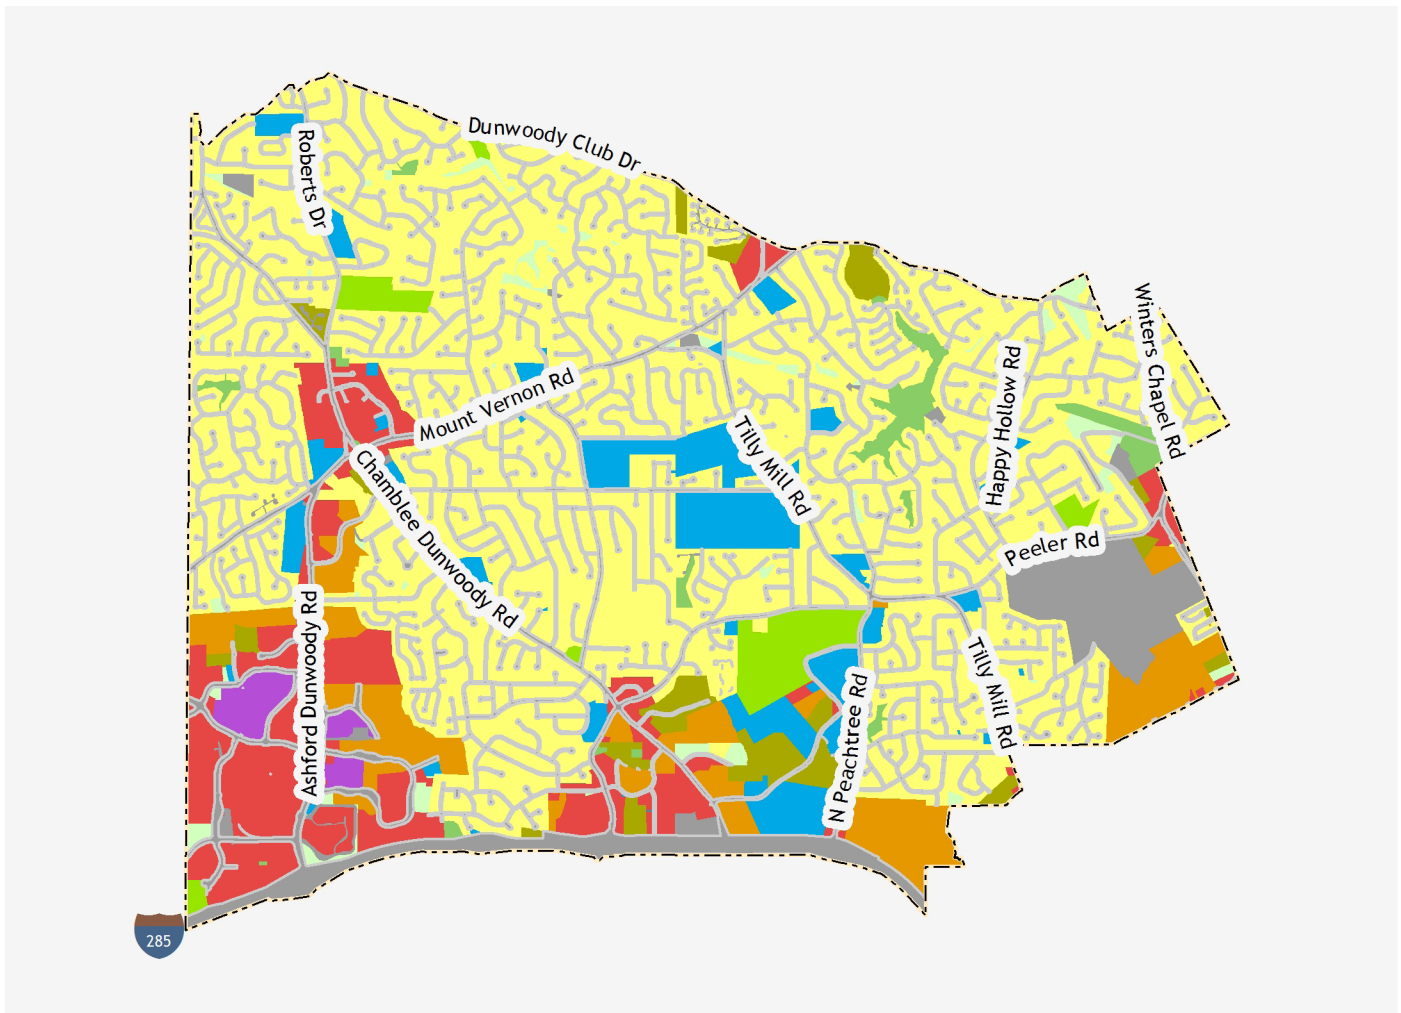 Dunwoody Club Dr
Roberts Dr
Winters Chapel Rd
Happy Hollow Rd
Mount Vernon Rd
Tilly Mill Rd
Chamblee Dunwoody Rd
Peeler Rd
Ashford Dunwoody Rd
Tilly Mill Rd
N Peachtree Rd
285